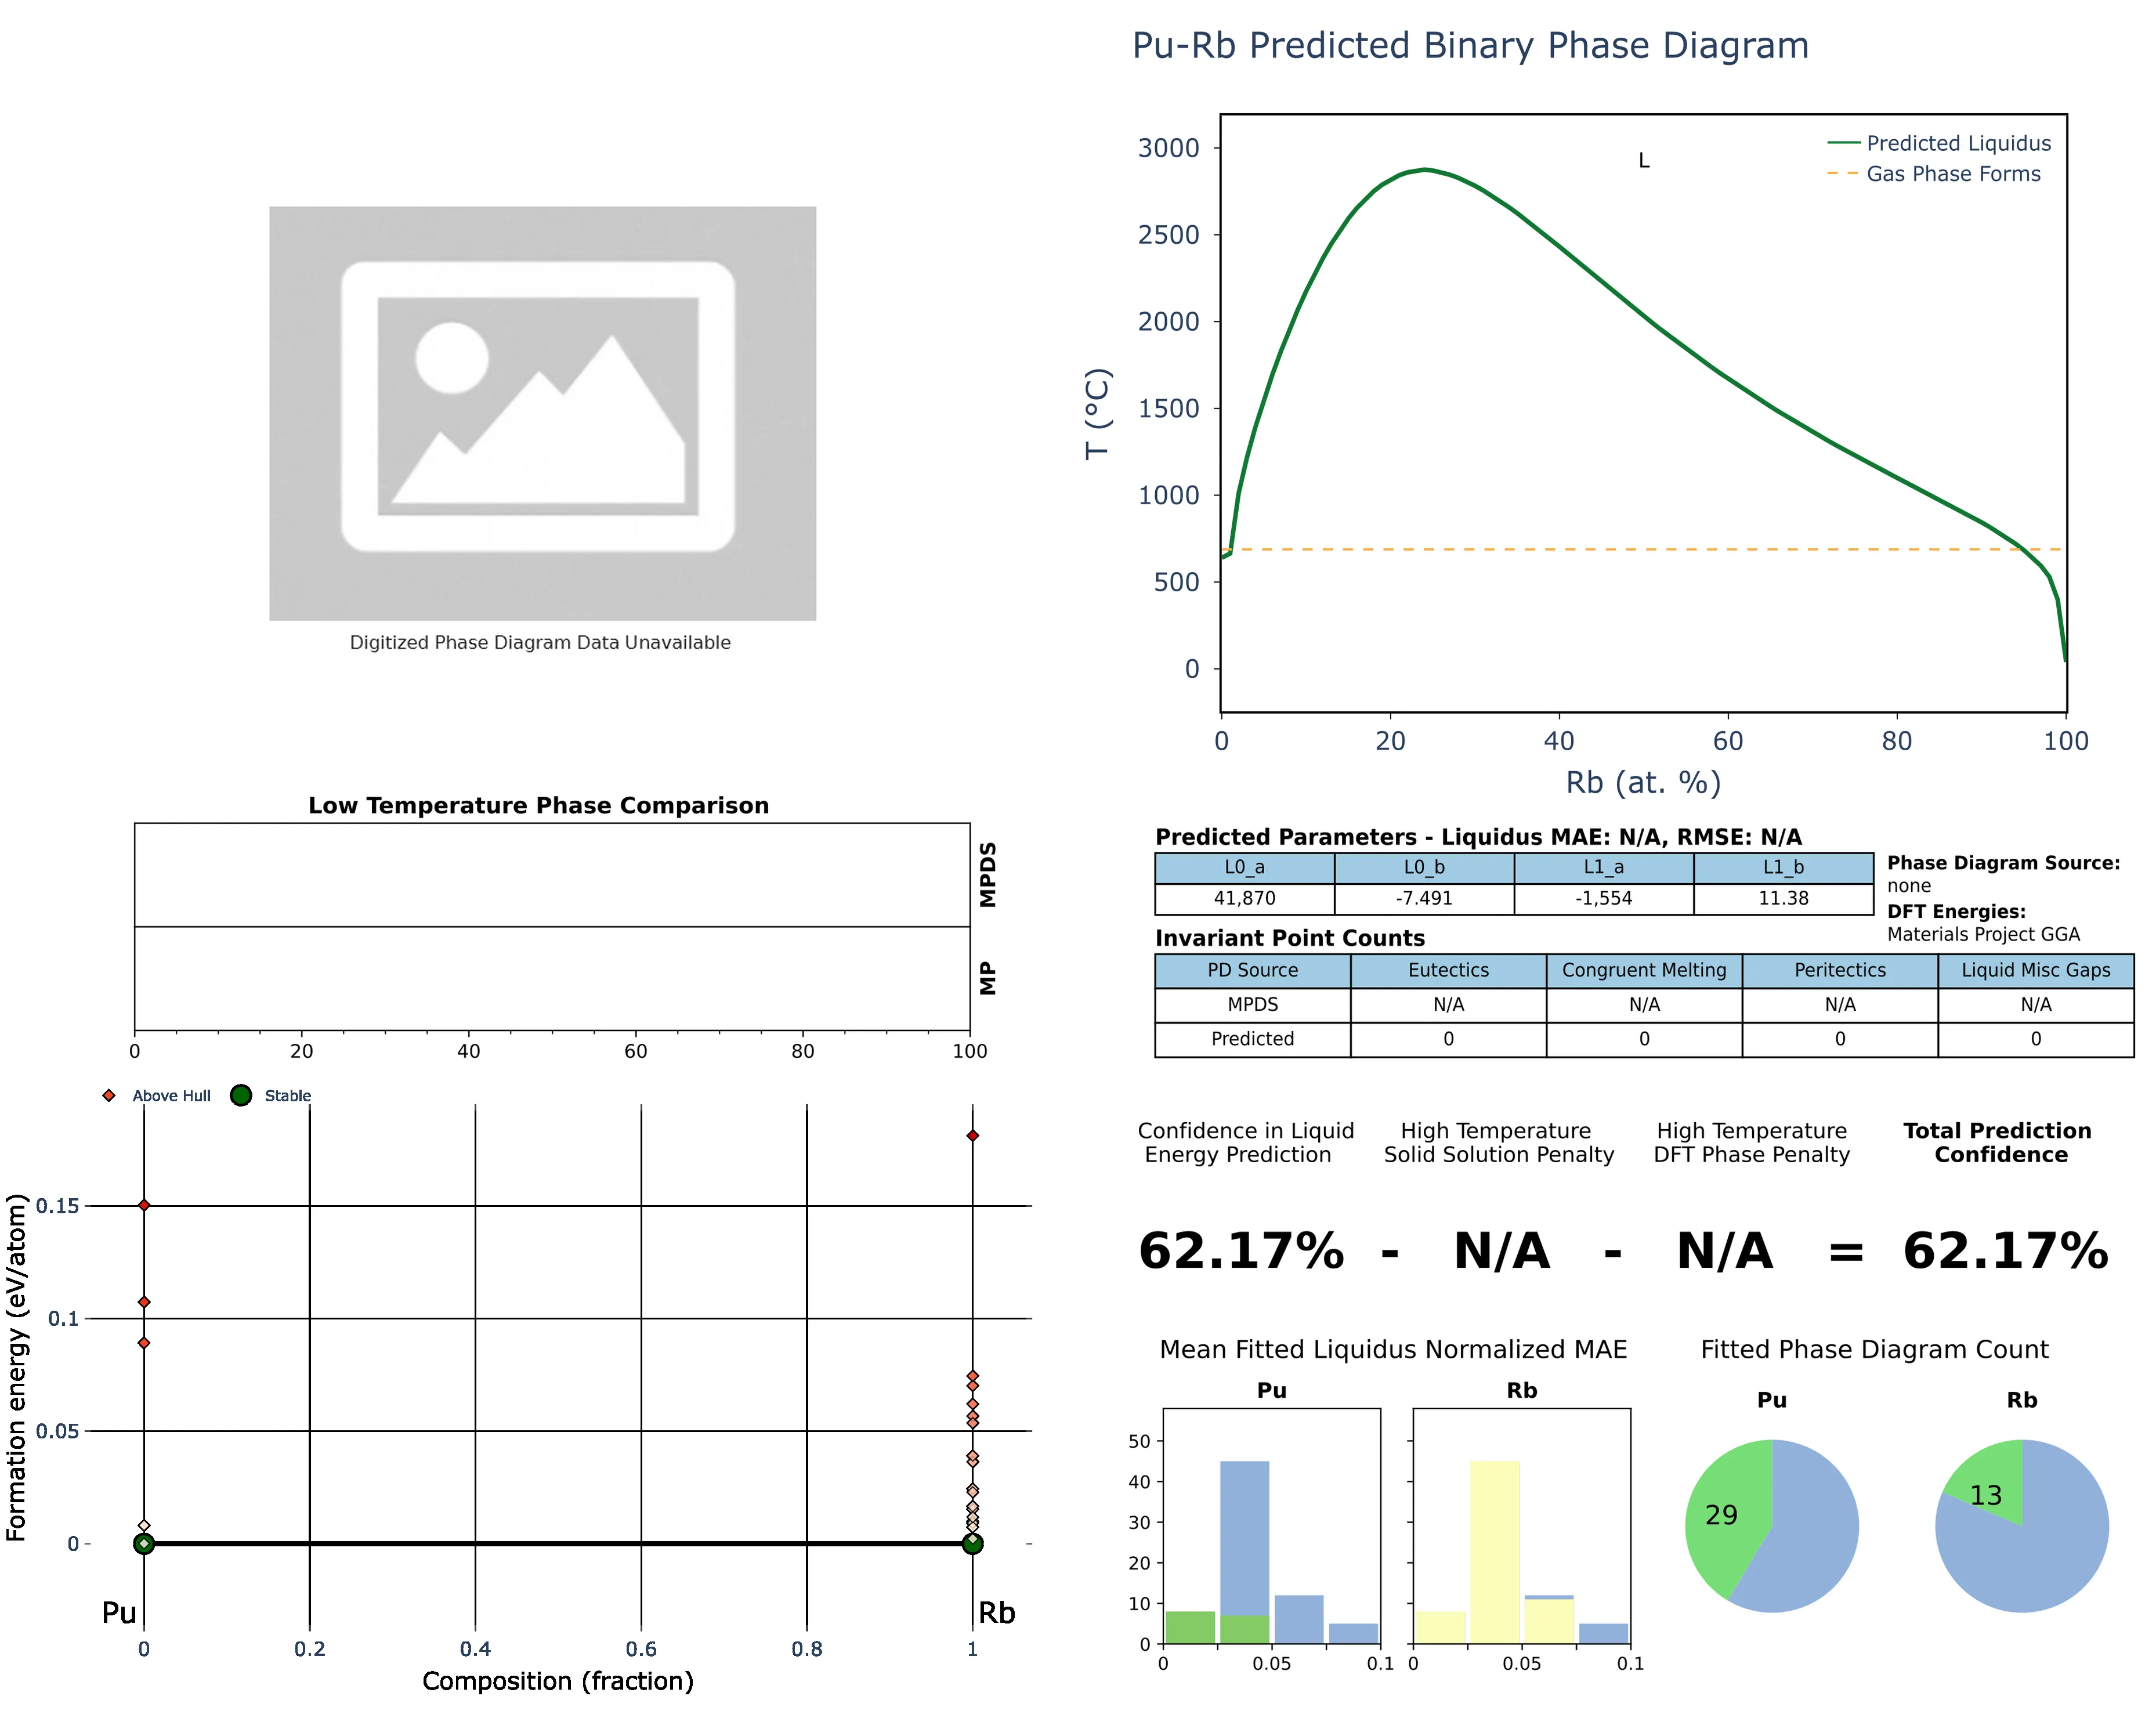 Pu-Rb Predicted Binary Phase Diagram
3000
2500
2000
1500
1000
500
0
T (°C)
L
Predicted Liquidus
Gas Phase Forms
0 20 40 60 80 100
Rb (at. %)
Digitized Phase Diagram Data Unavailable
Low Temperature Phase Comparison
MPDS
MP
0 20 40 60 80 100
Predicted Parameters - Liquidus MAE: N/A, RMSE: N/A
L0_a L0_b L1_a L1_b
41,870 -7.491 -1,554 11.38
Phase Diagram Source:
none
DFT Energies:
Materials Project GGA
Invariant Point Counts
PD Source Eutectics Congruent Melting Peritectics Liquid Misc Gaps
MPDS N/A N/A N/A N/A
Predicted 0 0 0 0
Above Hull Stable
Formation energy (eV/atom)
0.15
0.1
0.05
0
Pu Rb
0 0.2 0.4 0.6 0.8 1
Composition (fraction)
Confidence in Liquid
Energy Prediction
High Temperature
Solid Solution Penalty
High Temperature
DFT Phase Penalty
Total Prediction
Confidence
62.17% - N/A - N/A = 62.17%
Mean Fitted Liquidus Normalized MAE
Pu Rb
50
40
30
20
10
0
0 0.05 0.1
0 0.05 0.1
Fitted Phase Diagram Count
Pu Rb
29
13